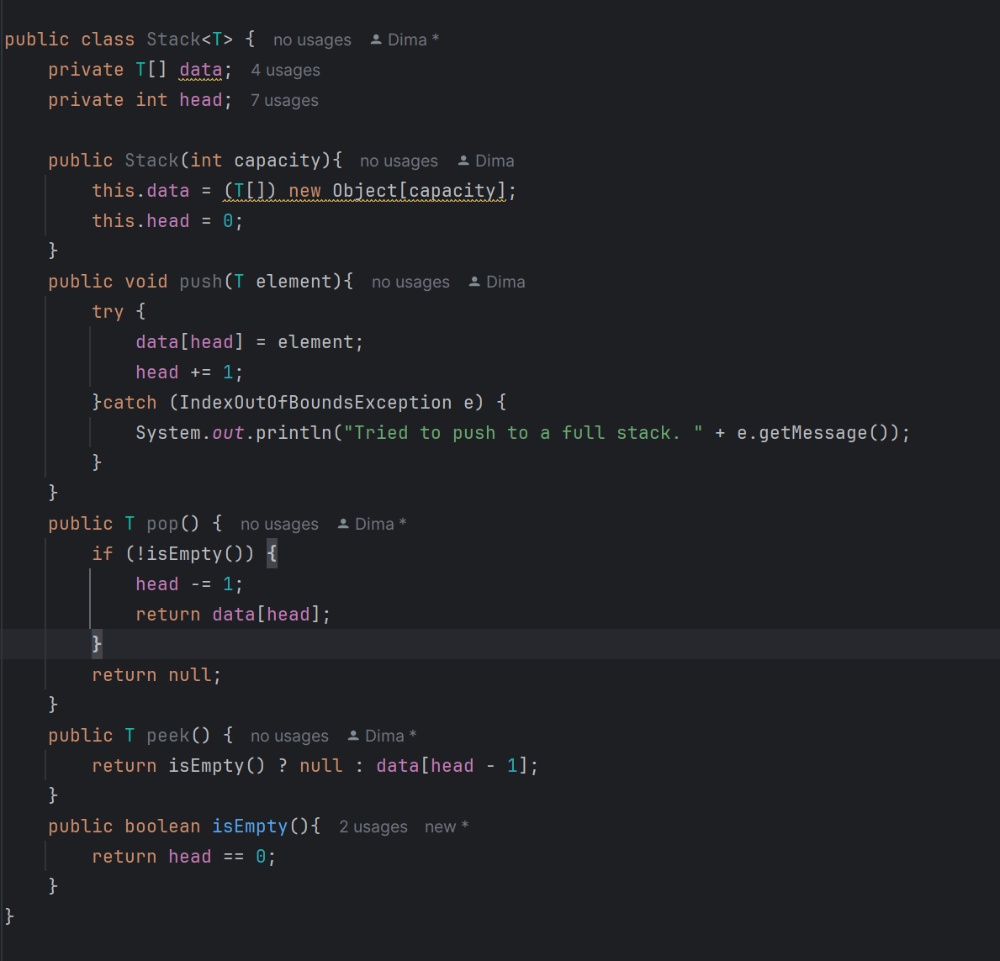 public class Stack<T> {  no usages  Dima *
    private T[] data;  4 usages
    private int head;  7 usages
    public Stack(int capacity){  no usages  Dima
        this.data = (T[]) new Object[capacity];
        this.head = 0;
    }
    public void push(T element){  no usages  Dima
        try {
            data[head] = element;
            head += 1;
        }catch (IndexOutOfBoundsException e) {
            System.out.println("Tried to push to a full stack. " + e.getMessage());
        }
    }
    public T pop() {  no usages  Dima *
        if (!isEmpty()) {
            head -= 1;
            return data[head];
        }
        return null;
    }
    public T peek() {  no usages  Dima *
        return isEmpty() ? null : data[head - 1];
    }
    public boolean isEmpty(){  2 usages  new *
        return head == 0;
    }
}